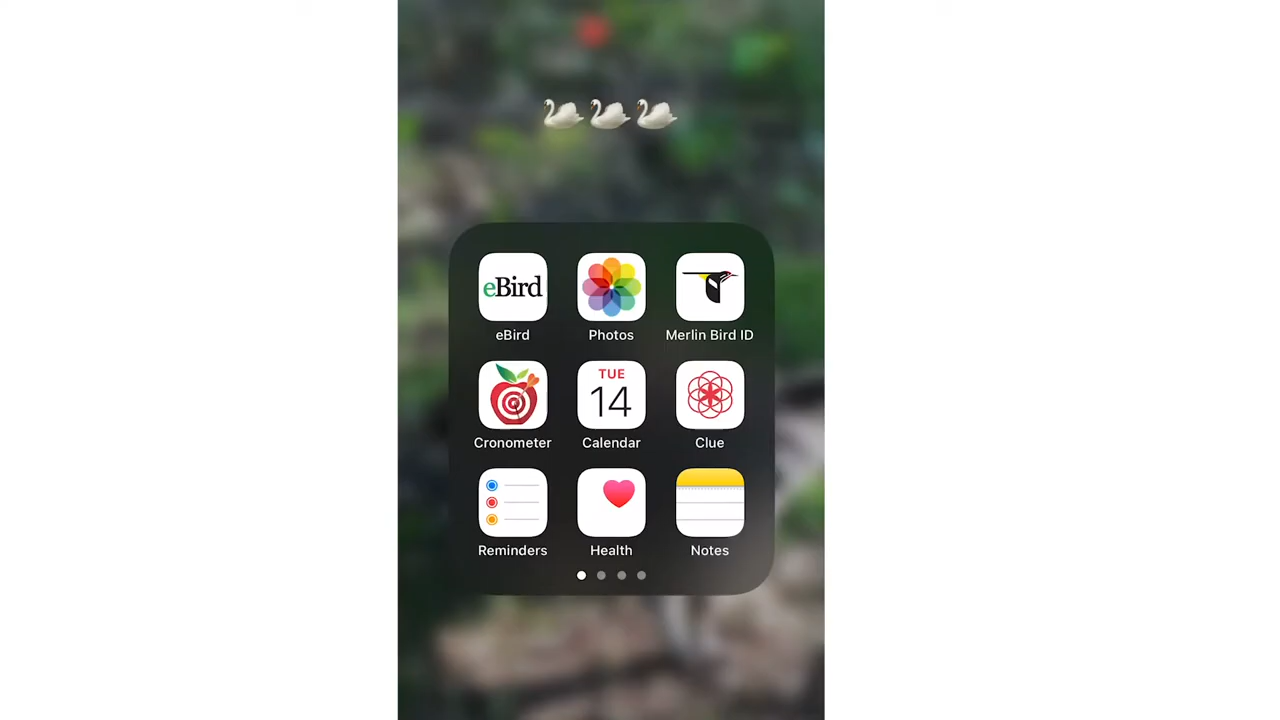 eBird
eBird
Photos
Merlin Bird ID
TUE
14
Cronometer
Calendar
Clue
Reminders
Health
Notes